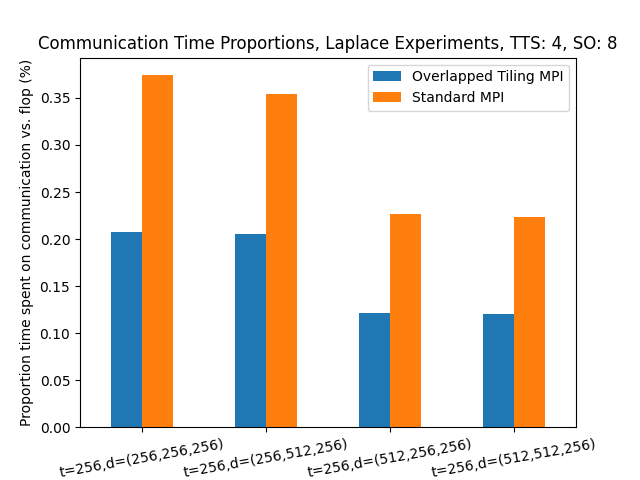 Communication Time Proportions, Laplace Experiments, TTS: 4, SO: 8
Overlapped Tiling MPI
Standard MPI
Proportion time spent on communication vs. flop (%)
0.35
0.30
0.25
0.20
0.15
0.10
0.05
0.00
t=256,d=(256,256,256)
t=256,d=(256,512,256)
t=256,d=(512,256,256)
t=256,d=(512,512,256)